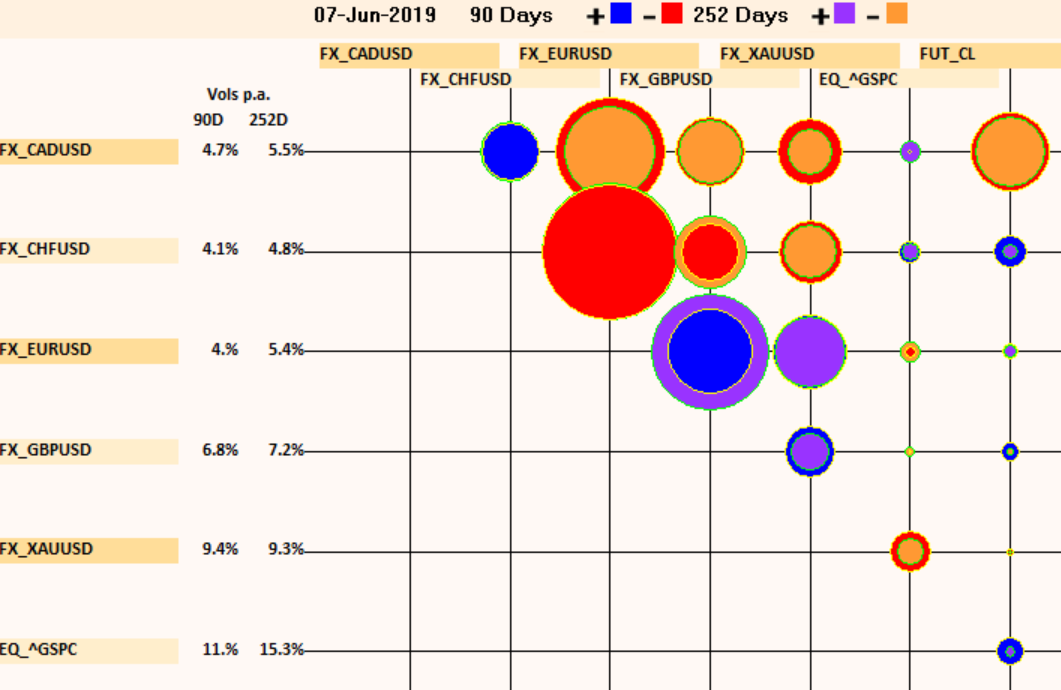 07-Jun-2019 90 Days + - 252 Days + -
FX_CADUSD FX_EURUSD FX_XAUUSD FUT_CL
FX_CHFUSD FX_GBPUSD EQ_^GSPC
Vols p.a.
90D 252D
FX_CADUSD 4.7% 5.5%
FX_CHFUSD 4.1% 4.8%
FX_EURUSD 4.% 5.4%
FX_GBPUSD 6.8% 7.2%
FX_XAUUSD 9.4% 9.3%
EQ_^GSPC 11.% 15.3%